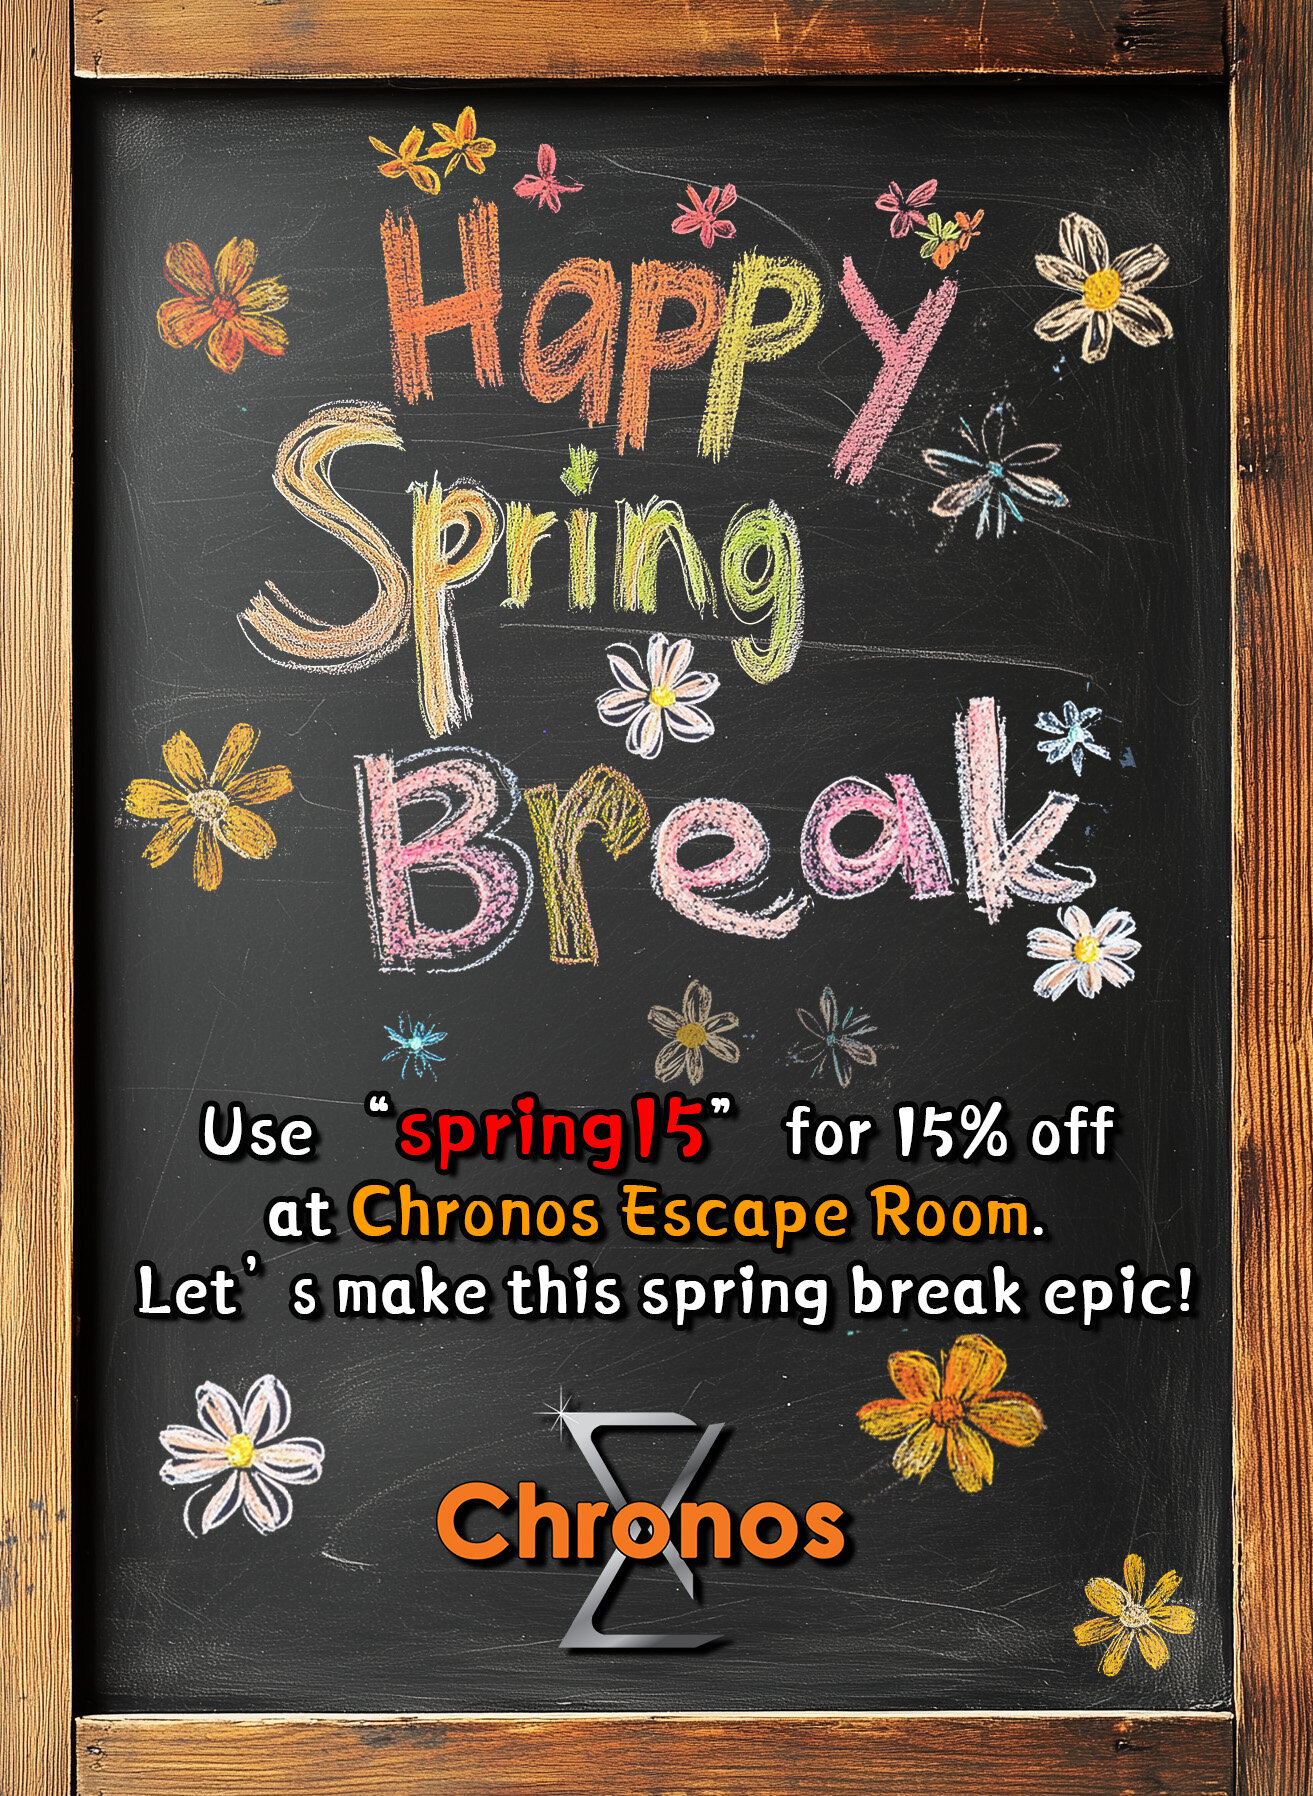 Happy
Spring
Break
Use “spring15” for 15% off
at Chronos Escape Room.
Let’s make this spring break epic!
Chronos